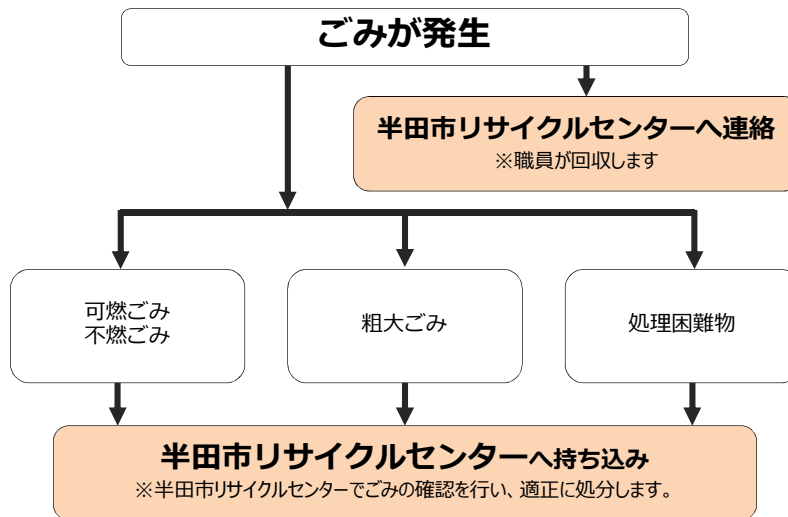 ごみが発生
半田市リサイクルセンターへ連絡
※職員が回収します
可燃ごみ
不燃ごみ
粗大ごみ
処理困難物
半田市リサイクルセンターへ持ち込み
※半田市リサイクルセンターでごみの確認を行い、適正に処分します。